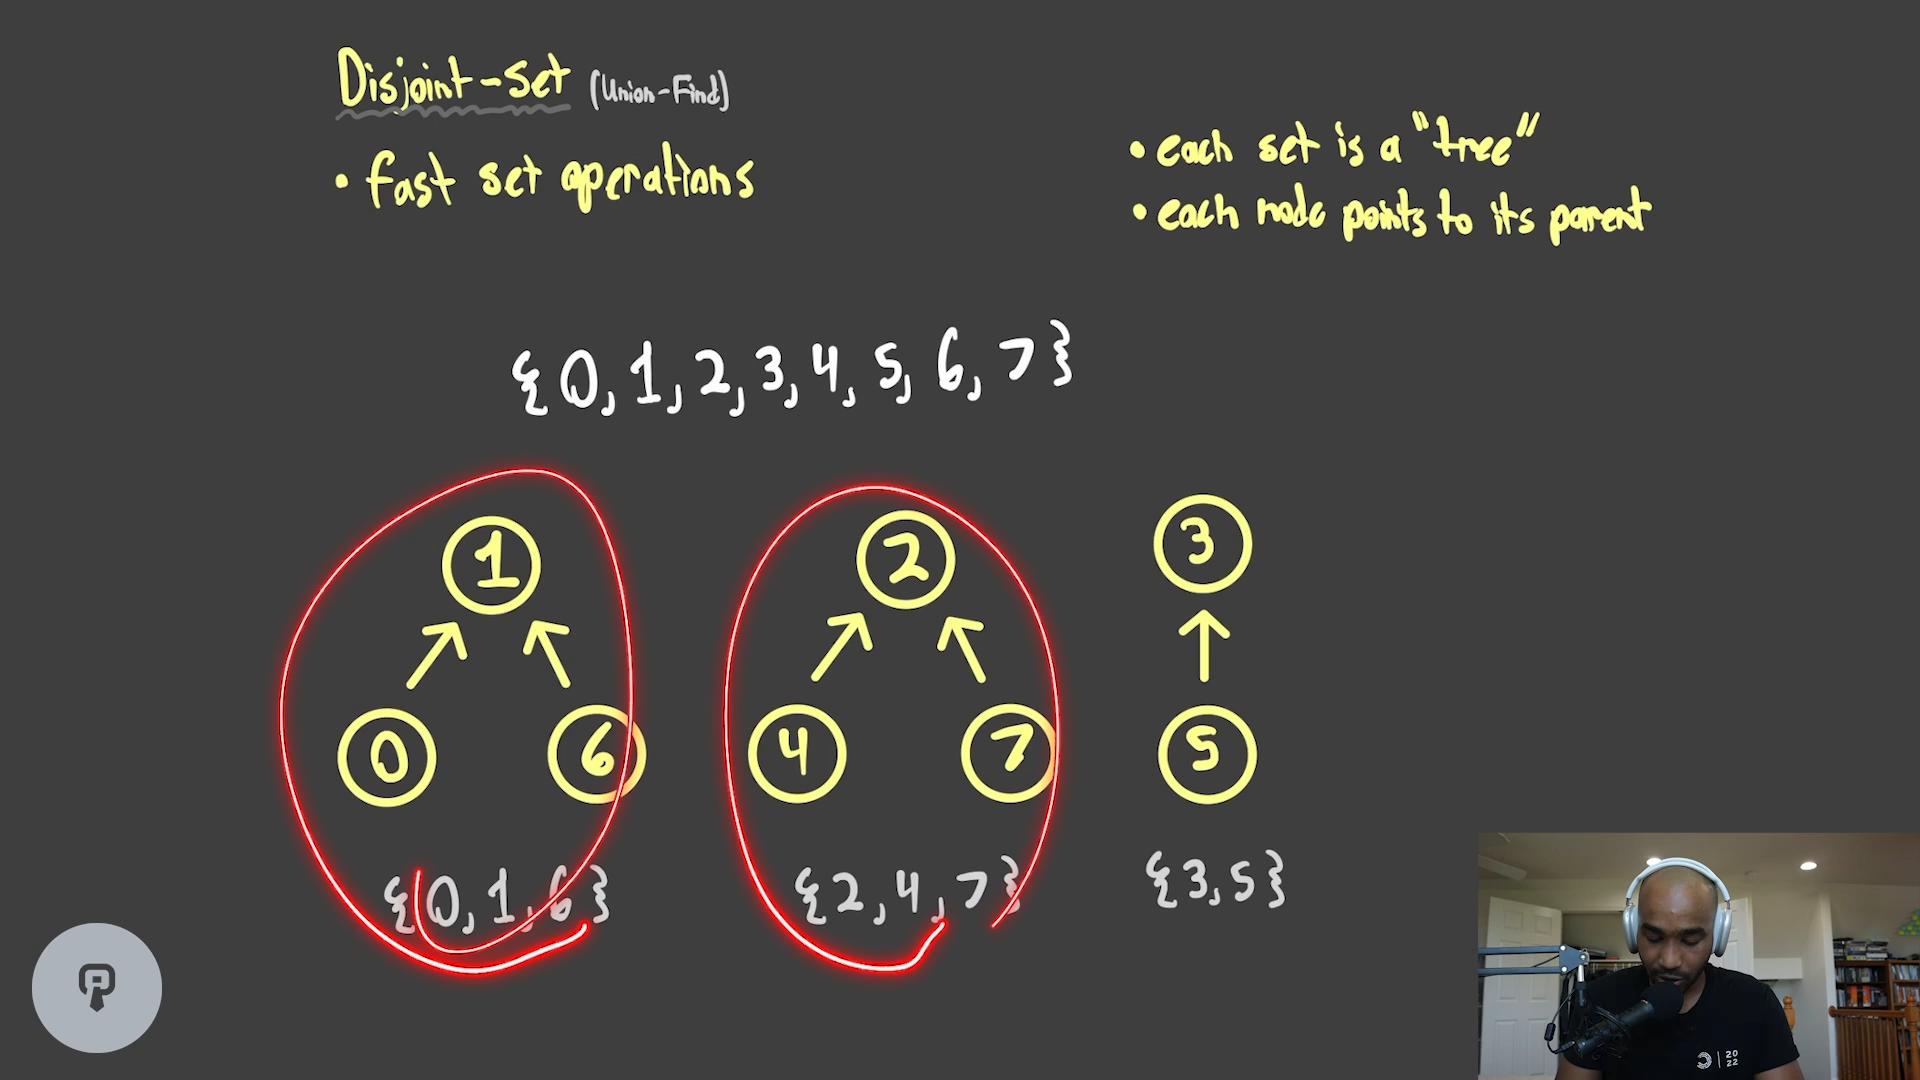 Disjoint-Set (Union-Find)
• fast set operations
• each set is a "tree"
• each node points to its parent
{0, 1, 2, 3, 4, 5, 6, 7}
1
2
3
0
6
4
7
5
{0, 1, 6}
{2, 4, 7}
{3, 5}
20
22